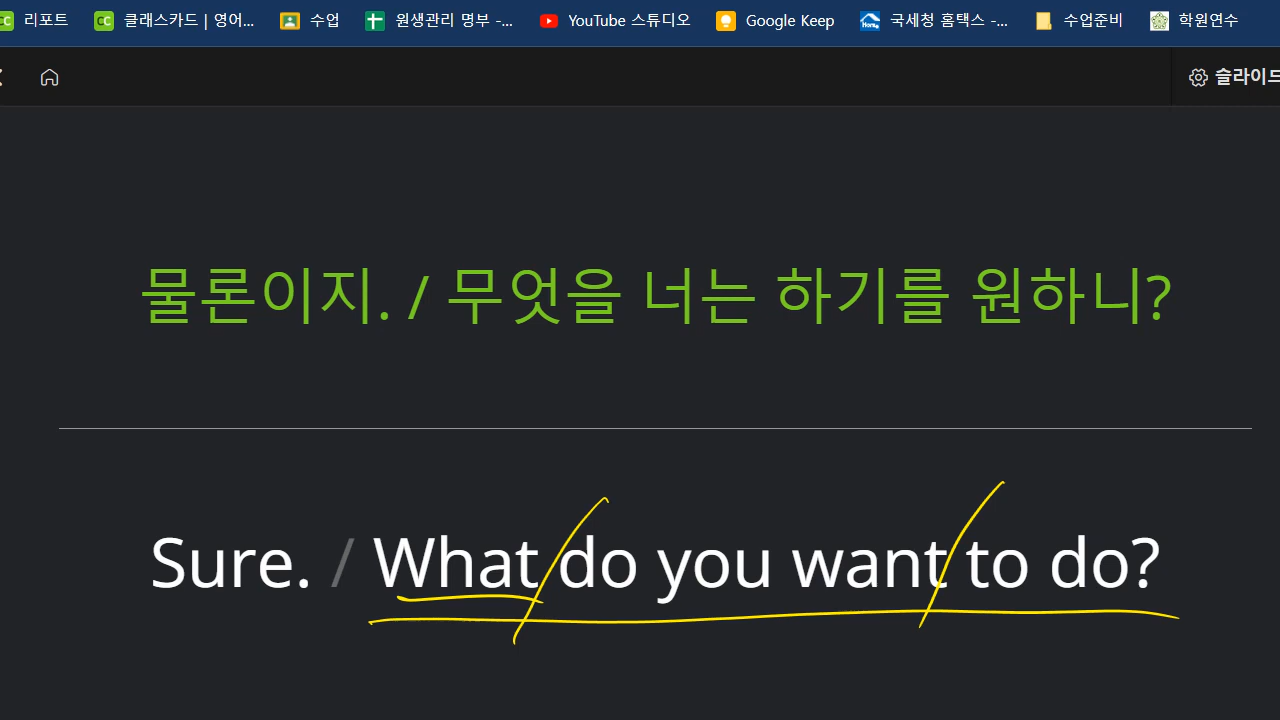 리포트 클래스카드 | 영어... 수업 원생관리 명부 -... YouTube 스튜디오 Google Keep 국세청 홈택스 -... 수업준비 학원연수
슬라이드
물론이지. / 무엇을 너는 하기를 원하니?
Sure. / What do you want to do?